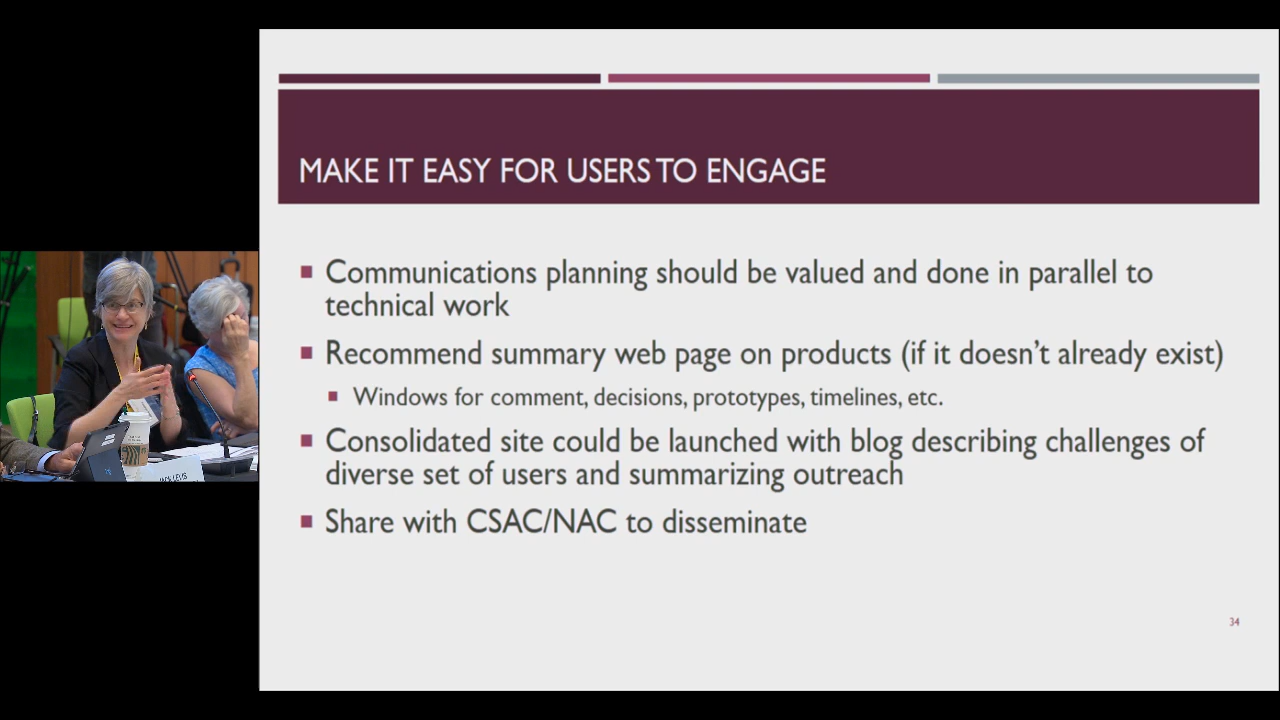 MAKE IT EASY FOR USERS TO ENGAGE
Communications planning should be valued and done in parallel to
technical work
Recommend summary web page on products (if it doesn't already exist)
Windows for comment, decisions, prototypes, timelines, etc.
Consolidated site could be launched with blog describing challenges of
diverse set of users and summarizing outreach
Share with CSAC/NAC to disseminate
34